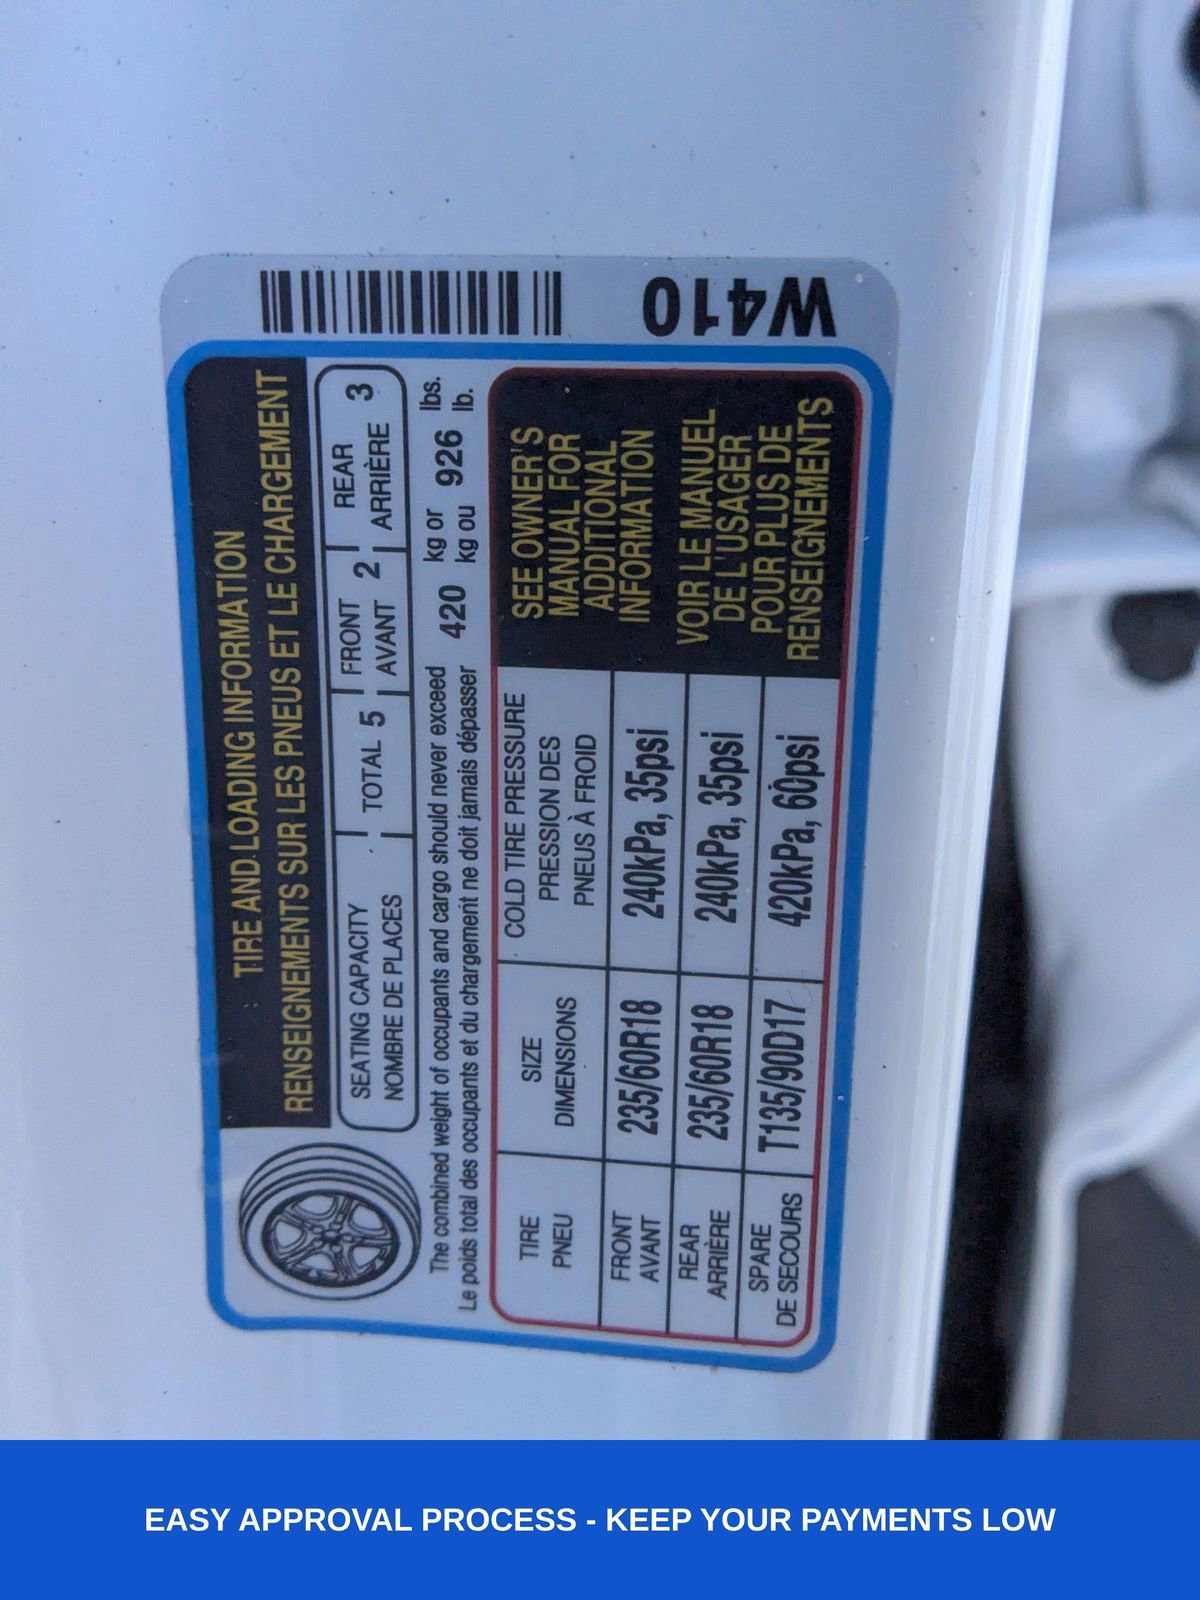 TIRE AND LOADING INFORMATION
RENSEIGNEMENTS SUR LES PNEUS ET LE CHARGEMENT
SEATING CAPACITY
NOMBRE DE PLACES
TOTAL 5
FRONT
AVANT 2
REAR
ARRIÈRE 3
The combined weight of occupants and cargo should never exceed 420 kg or 926 lbs.
Le poids total des occupants et du chargement ne doit jamais dépasser kg ou lb.
TIRE
PNEU
SIZE
DIMENSIONS
COLD TIRE PRESSURE
PRESSION DES
PNEUS À FROID
FRONT
AVANT
235/60R18
240kPa, 35psi
REAR
ARRIÈRE
235/60R18
240kPa, 35psi
SPARE
DE SECOURS
T135/90D17
420kPa, 60psi
SEE OWNER'S
MANUAL FOR
ADDITIONAL
INFORMATION
VOIR LE MANUEL
DE L'USAGER
POUR PLUS DE
RENSEIGNEMENTS
W410
EASY APPROVAL PROCESS - KEEP YOUR PAYMENTS LOW